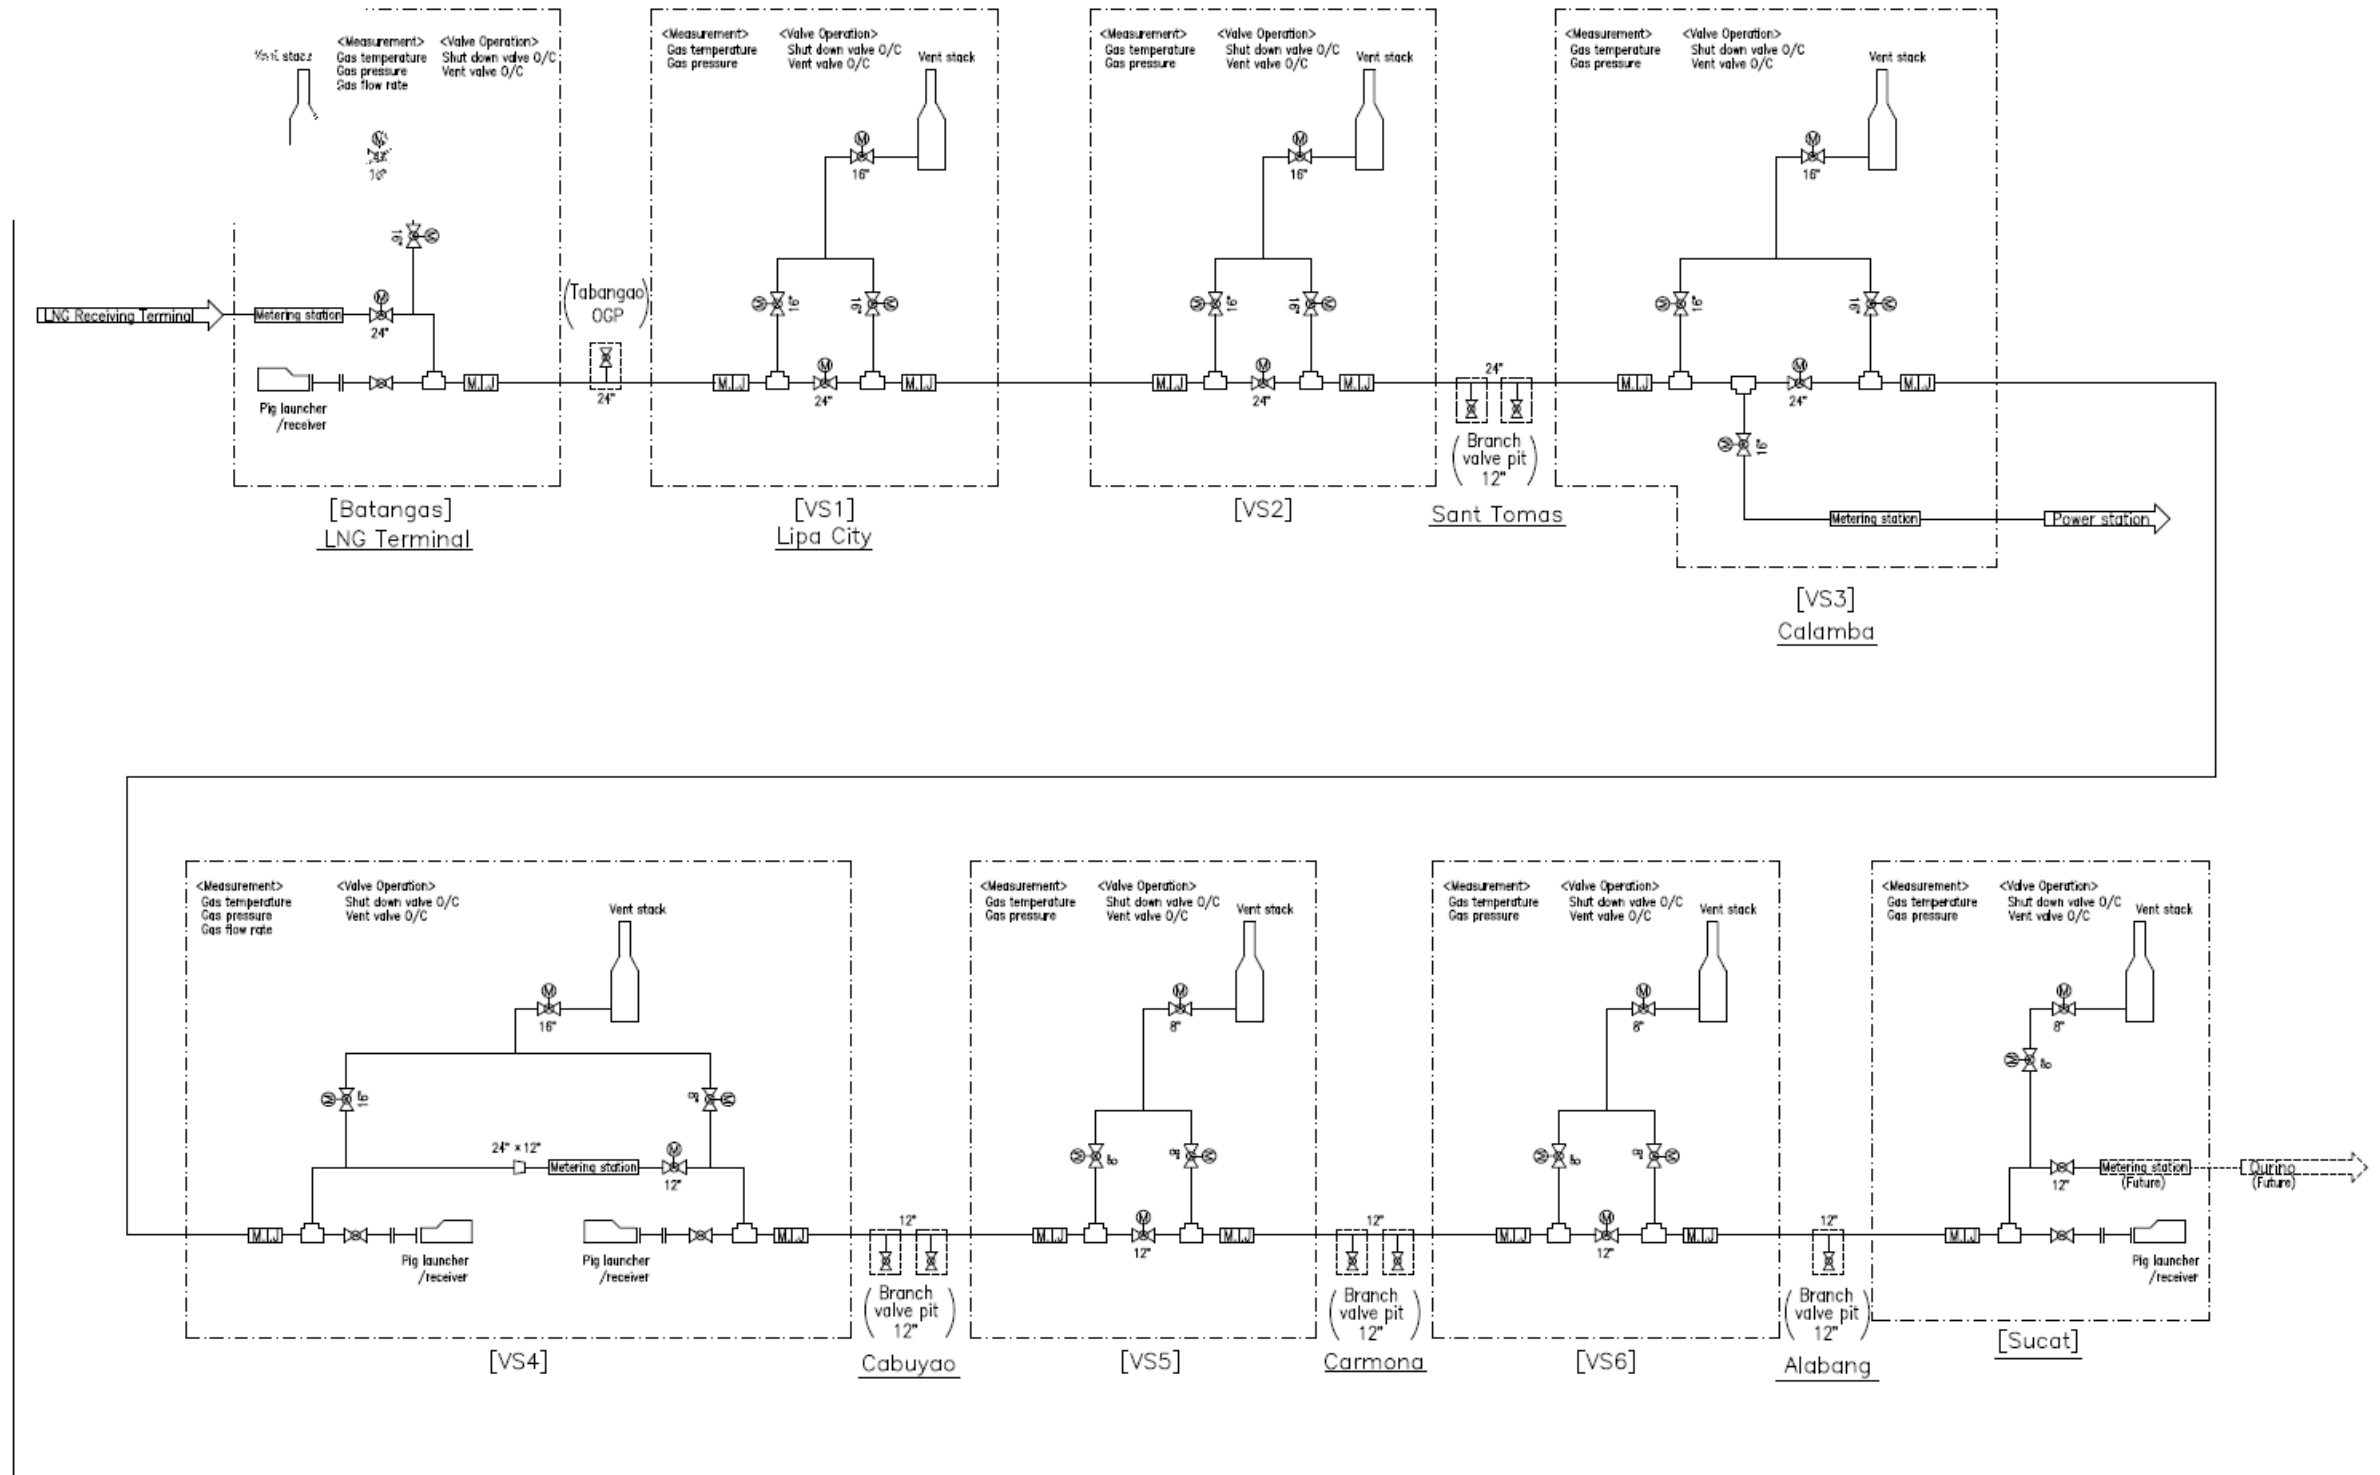 <Measurement> <Valve Operation>
Gas temperature Shut down valve O/C
Gas pressure Vent valve O/C
Gas flow rate
16"
LNG Receiving Terminal
Metering station
M
24"
Pig launcher
/receiver
M.I.J
[Batangas]
LNG Terminal
(Tabangao)
OGP
24"
<Measurement> <Valve Operation>
Gas temperature Shut down valve O/C
Gas pressure Vent valve O/C
Vent stack
M
16"
M 16" 16" M
M.I.J M M.I.J
24"
[VS1]
Lipa City
<Measurement> <Valve Operation>
Gas temperature Shut down valve O/C
Gas pressure Vent valve O/C
Vent stack
M
16"
M 16" 16" M
M.I.J M M.I.J
24"
[VS2]
24"
(Branch
valve pit
12")
Sant Tomas
<Measurement> <Valve Operation>
Gas temperature Shut down valve O/C
Gas pressure Vent valve O/C
Vent stack
M
16"
M 16" 16" M
M.I.J M M.I.J
24"
M 16"
Metering station
Power station
[VS3]
Calamba
<Measurement> <Valve Operation>
Gas temperature Shut down valve O/C
Gas pressure Vent valve O/C
Gas flow rate
Vent stack
M
16"
M 16" 8" M
24" × 12"
Metering station
M
12"
M.I.J M.I.J
Pig launcher
/receiver
Pig launcher
/receiver
[VS4]
12"
(Branch
valve pit
12")
Cabuyao
<Measurement> <Valve Operation>
Gas temperature Shut down valve O/C
Gas pressure Vent valve O/C
Vent stack
M
8"
M 8" 8" M
M.I.J M M.I.J
12"
[VS5]
12"
(Branch
valve pit
12")
Carmona
<Measurement> <Valve Operation>
Gas temperature Shut down valve O/C
Gas pressure Vent valve O/C
Vent stack
M
8"
M 8" 8" M
M.I.J M M.I.J
12"
[VS6]
12"
(Branch
valve pit
12")
Alabang
<Measurement> <Valve Operation>
Gas temperature Shut down valve O/C
Gas pressure Vent valve O/C
Vent stack
M
8"
M 8"
12"
Metering station
(Future)
(Future)
M.I.J
Pig launcher
/receiver
[Sucat]